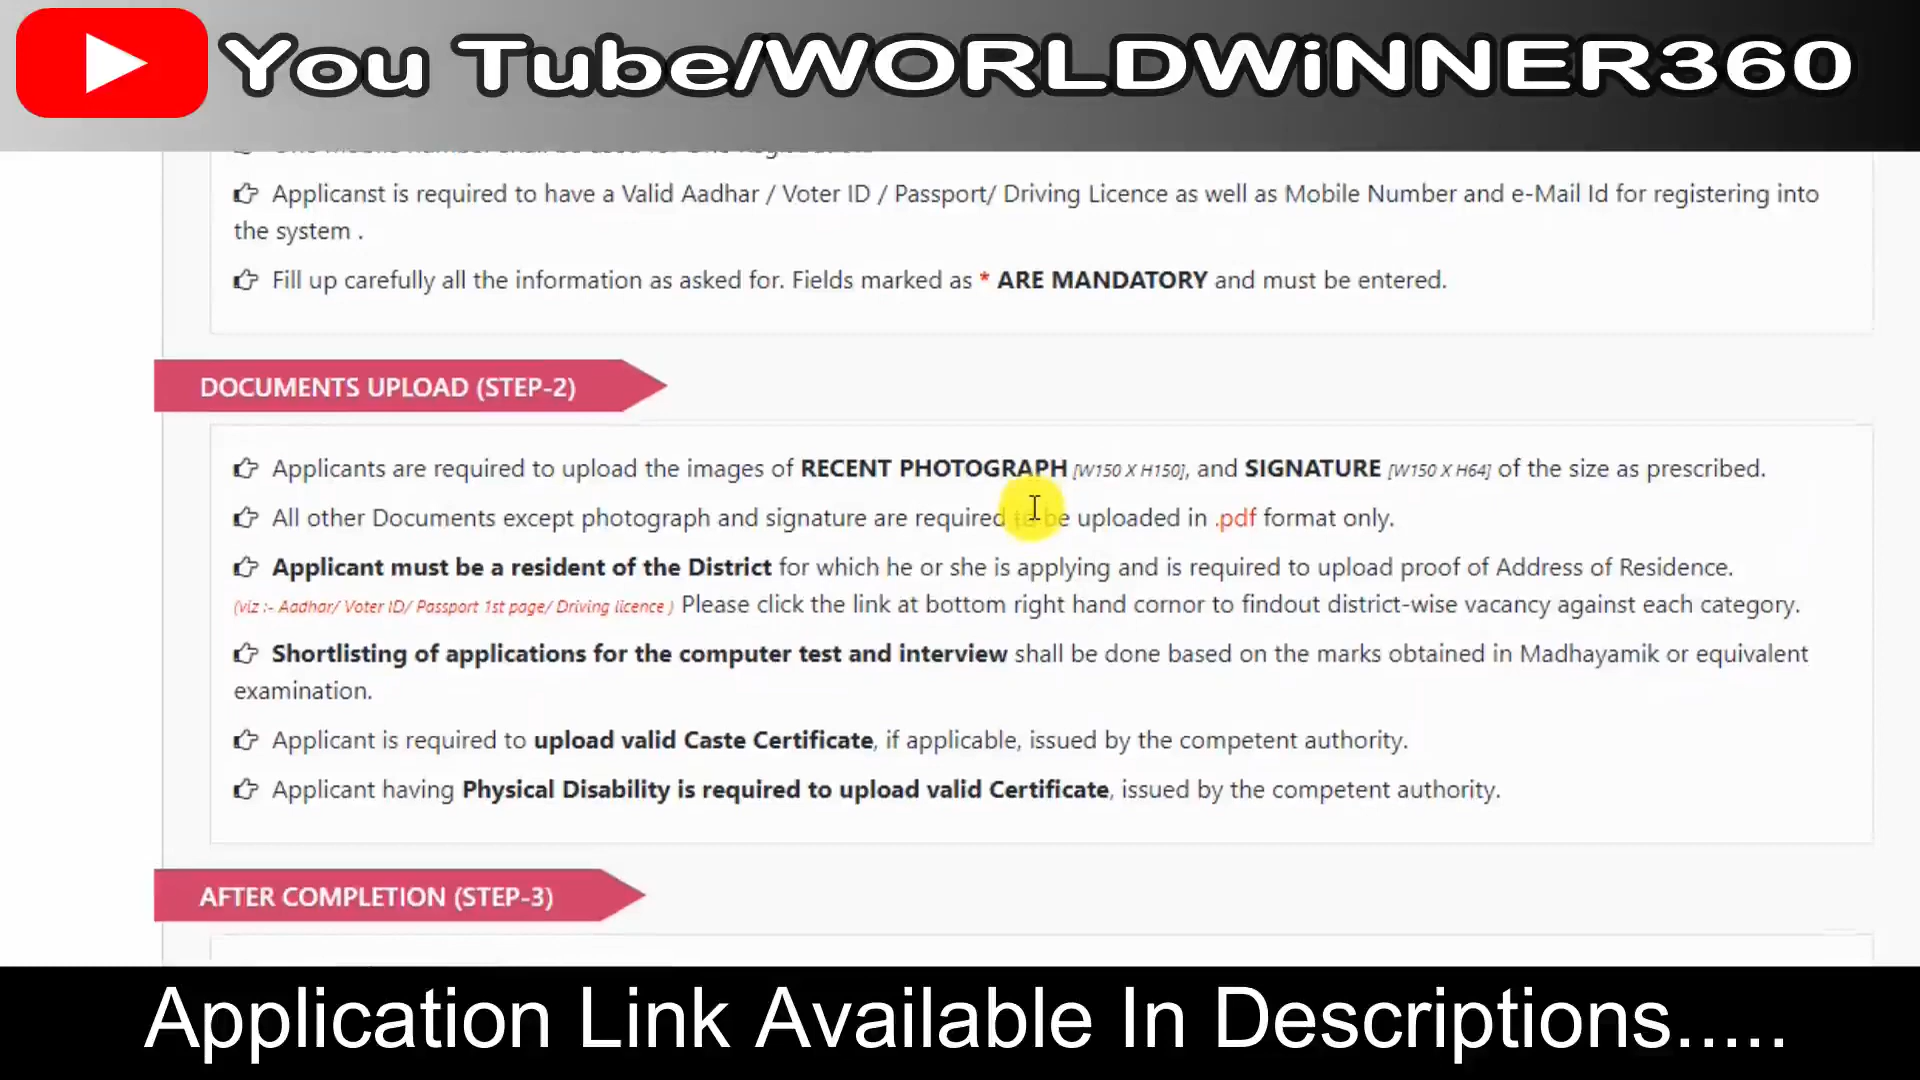 You Tube/WORLDWiNNER360
Applicanst is required to have a Valid Aadhar / Voter ID / Passport/ Driving Licence as well as Mobile Number and e-Mail Id for registering into
the system .
Fill up carefully all the information as asked for. Fields marked as * ARE MANDATORY and must be entered.
DOCUMENTS UPLOAD (STEP-2)
Applicants are required to upload the images of RECENT PHOTOGRAPH [W150 X H150], and SIGNATURE [W150 X H64] of the size as prescribed.
All other Documents except photograph and signature are required to be uploaded in .pdf format only.
Applicant must be a resident of the District for which he or she is applying and is required to upload proof of Address of Residence.
(viz :- Aadhar/ Voter ID/ Passport 1st page/ Driving licence ) Please click the link at bottom right hand cornor to findout district-wise vacancy against each category.
Shortlisting of applications for the computer test and interview shall be done based on the marks obtained in Madhayamik or equivalent
examination.
Applicant is required to upload valid Caste Certificate, if applicable, issued by the competent authority.
Applicant having Physical Disability is required to upload valid Certificate, issued by the competent authority.
AFTER COMPLETION (STEP-3)
Application Link Available In Descriptions.....